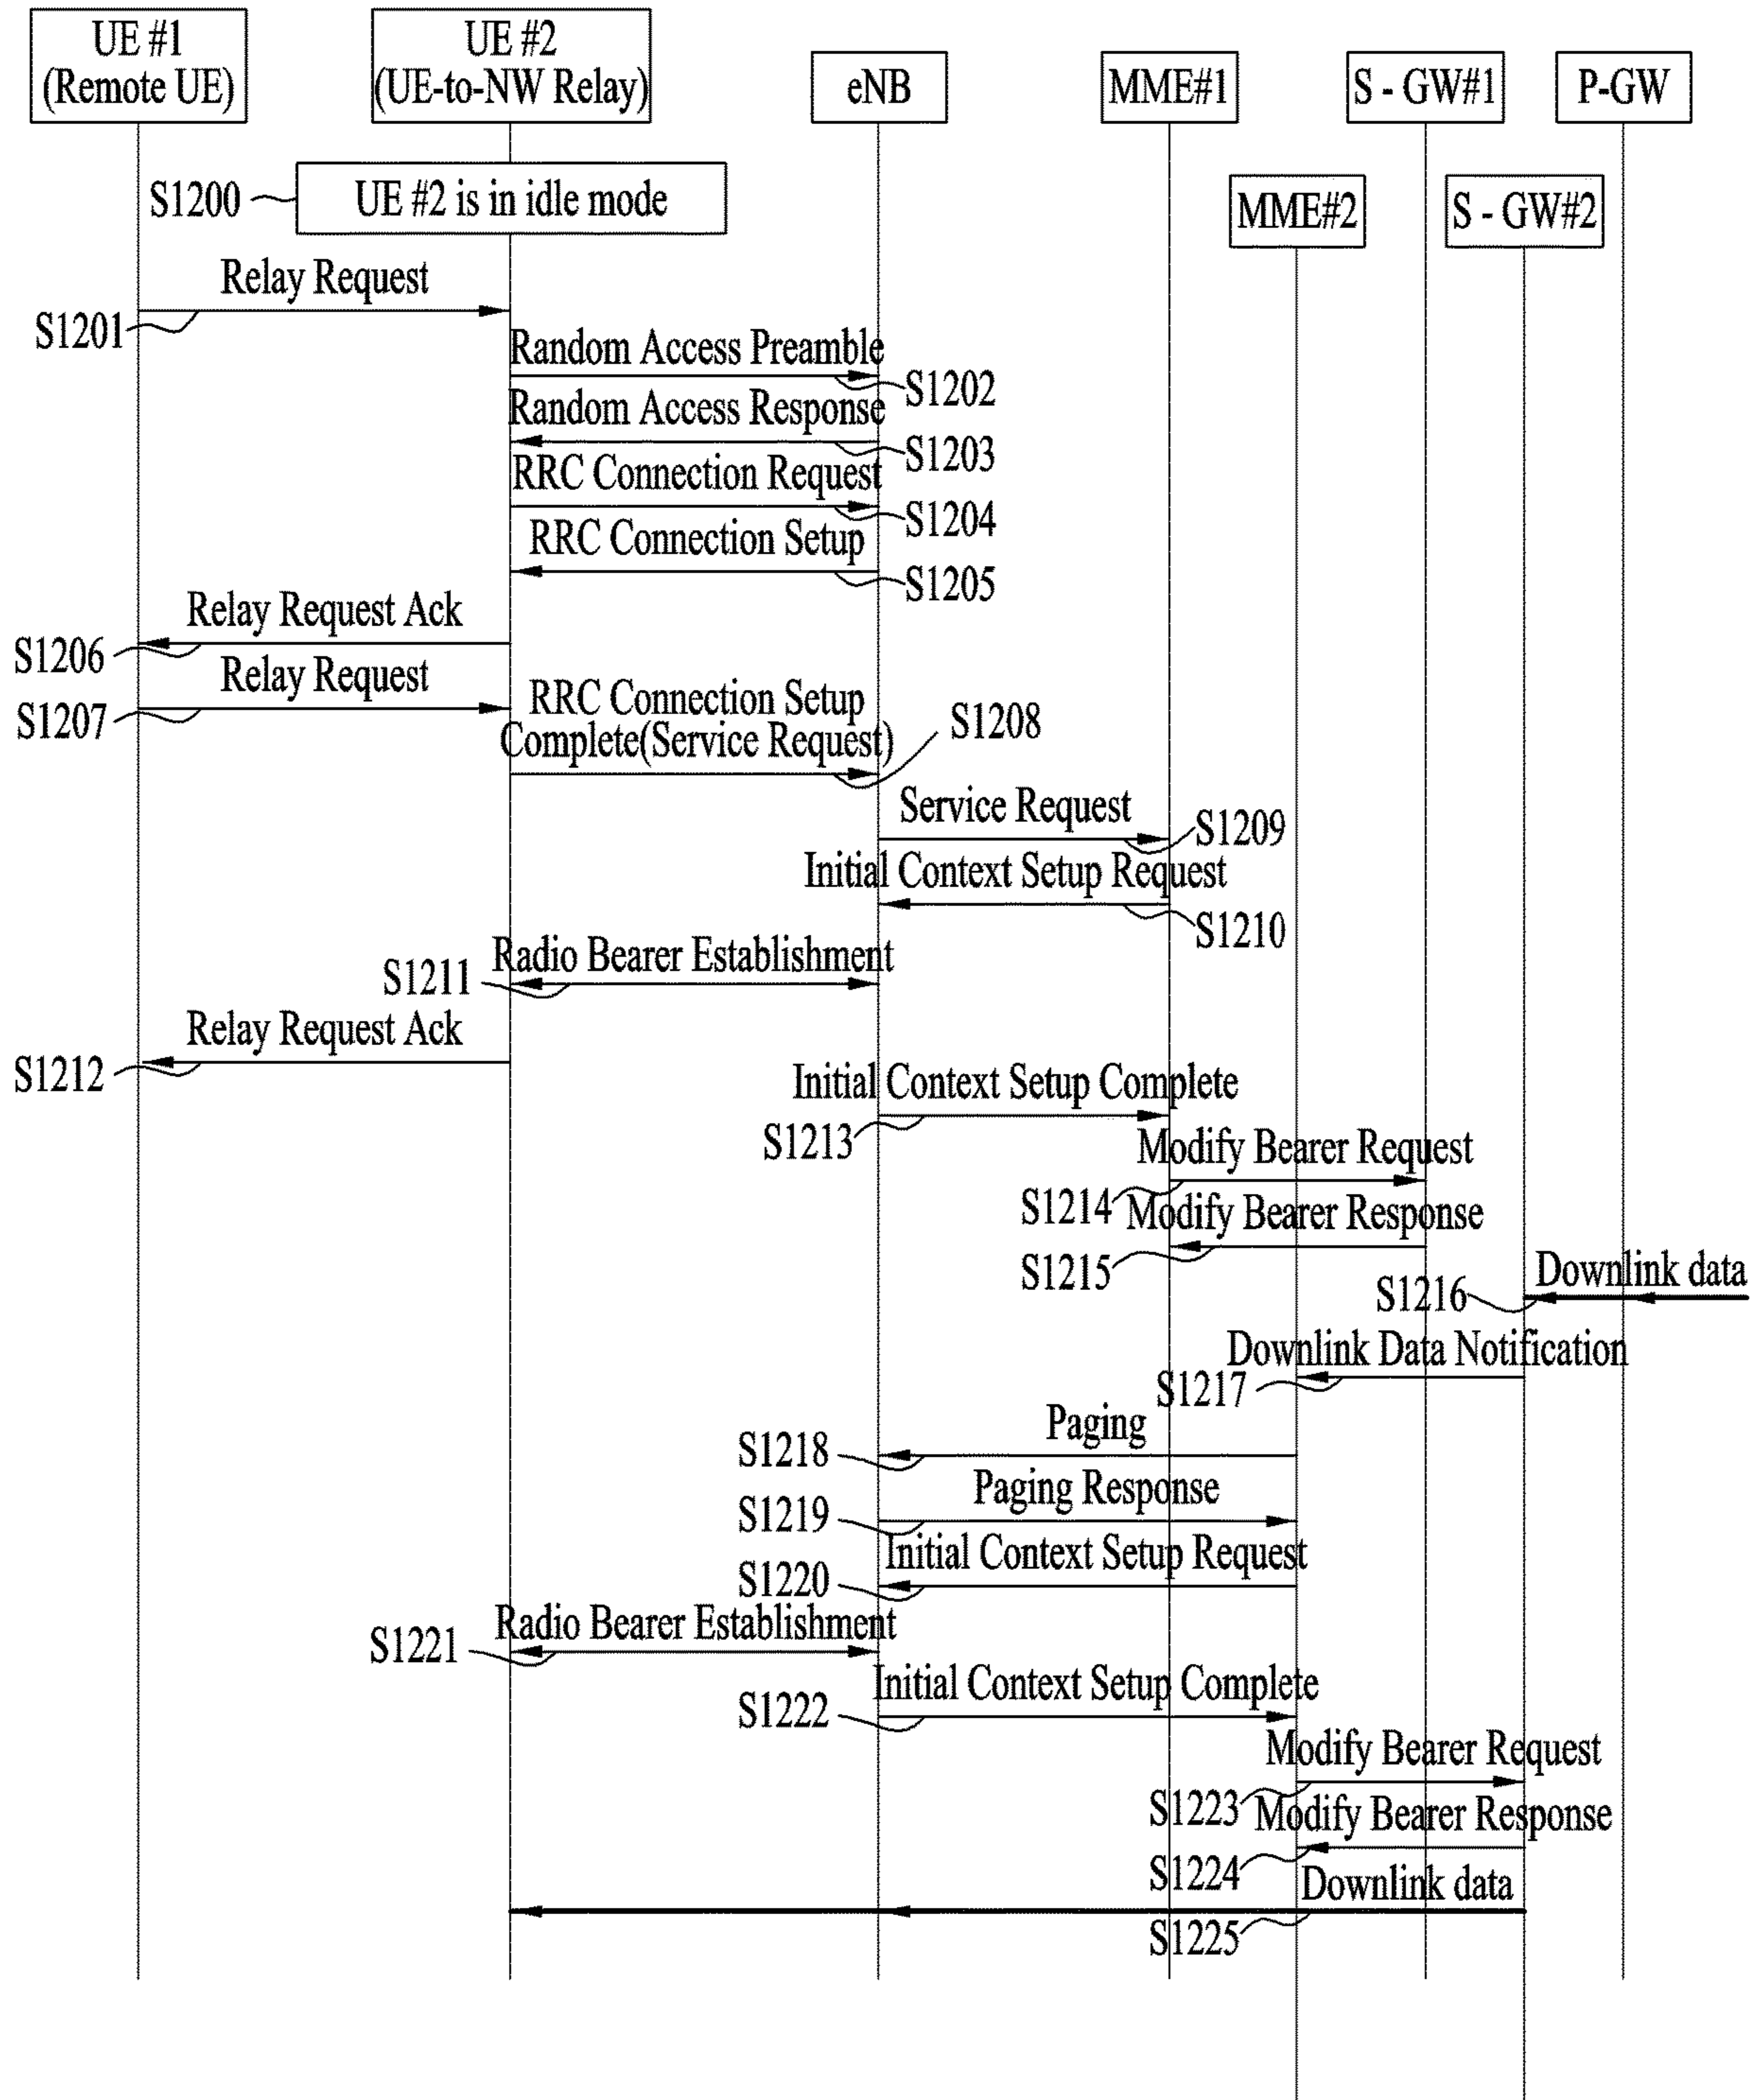 UE #1
(Remote UE)
UE #2
(UE-to-NW Relay)
eNB
MME#1
S - GW#1
P-GW
MME#2
S - GW#2
S1200
UE #2 is in idle mode
Relay Request
S1201
Random Access Preamble
S1202
Random Access Response
S1203
RRC Connection Request
S1204
RRC Connection Setup
S1205
Relay Request Ack
S1206
Relay Request
S1207
RRC Connection Setup
Complete(Service Request)
S1208
Service Request
S1209
Initial Context Setup Request
S1210
Radio Bearer Establishment
S1211
Relay Request Ack
S1212
Initial Context Setup Complete
S1213
Modify Bearer Request
S1214
Modify Bearer Response
S1215
Downlink data
S1216
Downlink Data Notification
S1217
Paging
S1218
Paging Response
S1219
Initial Context Setup Request
S1220
Radio Bearer Establishment
S1221
Initial Context Setup Complete
S1222
Modify Bearer Request
S1223
Modify Bearer Response
S1224
Downlink data
S1225